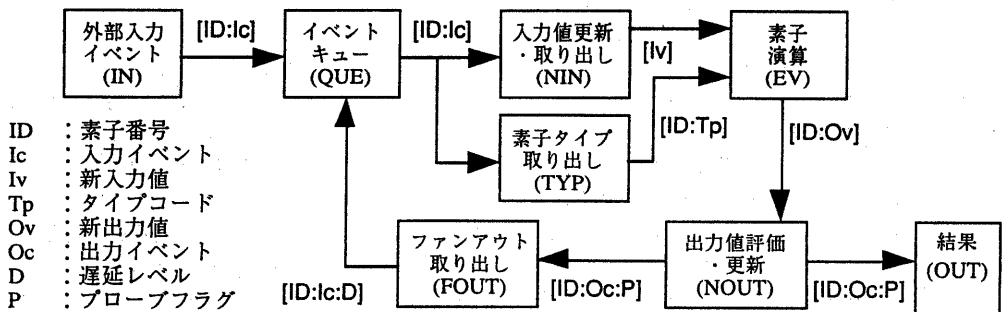 外部入力
イベント
(IN)
[ID:Ic]
イベント
キュー
(QUE)
[ID:Ic]
入力値更新
・取り出し
(NIN)
[Iv]
素子
演算
(EV)
素子タイプ
取り出し
(TYP)
[ID:Tp]
[ID:Ov]
ファンアウト
取り出し
(FOUT)
[ID:Ic:D]
[ID:Oc:P]
出力値評価
・更新
(NOUT)
[ID:Oc:P]
結果
(OUT)
ID :素子番号
Ic :入力イベント
Iv :新入力値
Tp :タイプコード
Ov :新出力値
Oc :出力イベント
D :遅延レベル
P :プローブフラグ